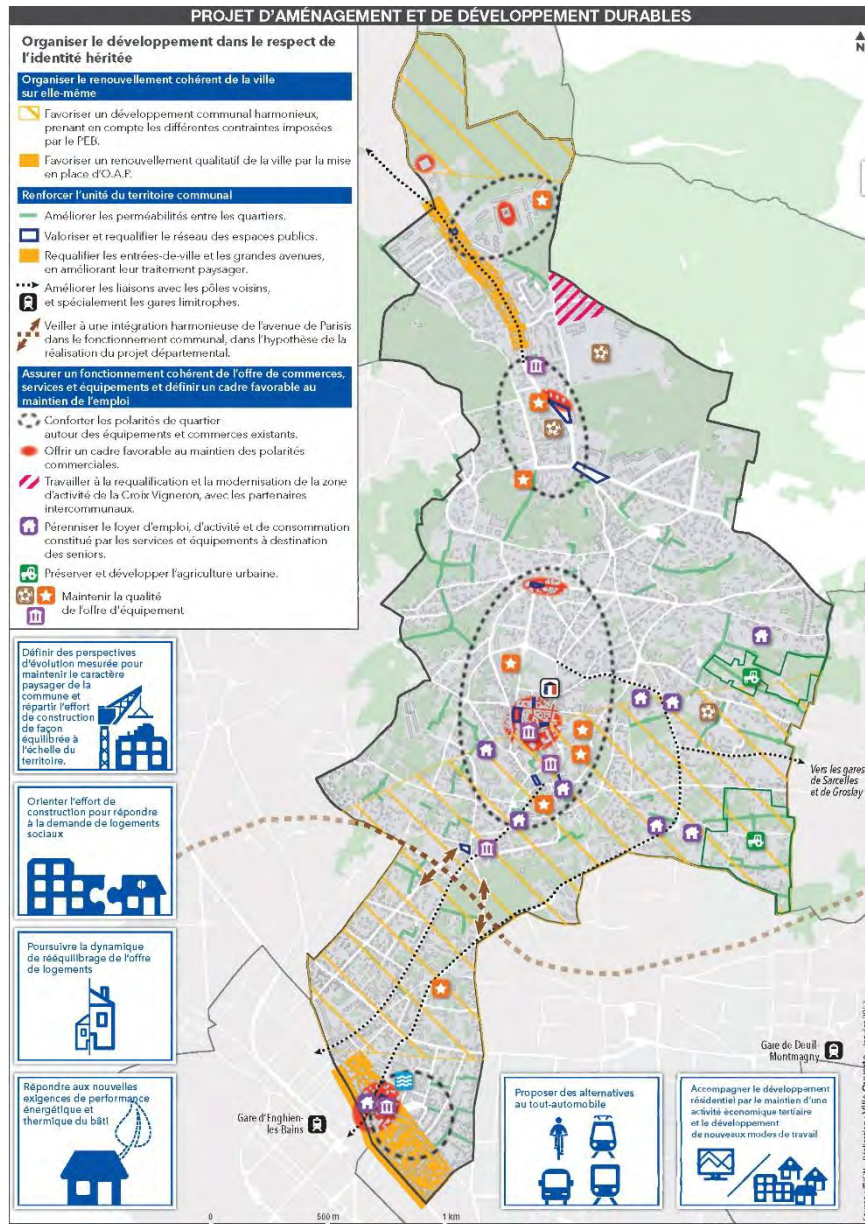 PROJET D'AMÉNAGEMENT ET DE DÉVELOPPEMENT DURABLES
Organiser le développement dans le respect de
l'identité héritée
Organiser le renouvellement cohérent de la ville
sur elle-même
Favoriser un développement communal harmonieux,
prenant en compte les différentes contraintes imposées
par le PEB.
Favoriser un renouvellement qualitatif de la ville par la mise
en place d'O.A.P.
Renforcer l'unité du territoire communal
Améliorer les perméabilités entre les quartiers.
Valoriser et requalifier le réseau des espaces publics.
Requalifier les entrées-de-ville et les grandes avenues,
en améliorant leur traitement paysager.
Améliorer les liaisons avec les pôles voisins,
et spécialement les gares limitrophes.
Veiller à une intégration harmonieuse de l'avenue de Parisis
dans le fonctionnement communal, dans l'hypothèse de la
réalisation du projet départemental.
Assurer un fonctionnement cohérent de l'offre de commerces,
services et équipements et définir un cadre favorable au
maintien de l'emploi
Conforter les polarités de quartier
autour des équipements et commerces existants.
Offrir un cadre favorable au maintien des polarités
commerciales.
Travailler à la requalification et la modernisation de la zone
d'activité de la Croix Vigneron, avec les partenaires
intercommunaux.
Pérenniser le foyer d'emploi, d'activité et de consommation
constitué par les services et équipements à destination
des seniors.
Préserver et développer l'agriculture urbaine.
Maintenir la qualité
de l'offre d'équipement
N
Définir des perspectives
d'évolution mesurée pour
maintenir le caractère
paysager de la
commune et
répartir l'effort
de construction
de façon
équilibrée à
l'échelle du
territoire.
Orienter l'effort de
construction pour répondre
à la demande de logements
sociaux
Poursuivre la dynamique
de rééquilibrage de l'offre
de logements
Répondre aux nouvelles
exigences de performance
énergétique et
thermique du bâti
Vers les gares
de Sarcelles
et de Groslay
Gare de Deuil-
Montmagny
Gare d'Enghien-
les Bains
Proposer des alternatives
au tout-automobile
Accompagner le développement
résidentiel par le maintien d'une
activité économique tertiaire
et le développement
de nouveaux modes de travail
0 500 m 1 km